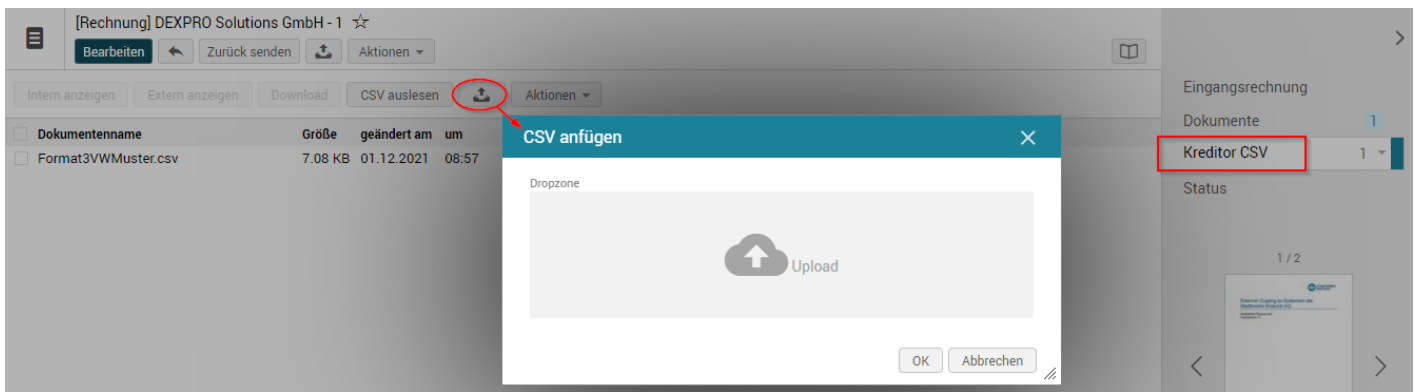 [Rechnung] DEXPRO Solutions GmbH - 1
Bearbeiten Zurück senden Aktionen
Intern anzeigen Extern anzeigen Download CSV auslesen Aktionen
Dokumentenname Größe geändert am um
Format3VWMuster.csv 7.08 KB 01.12.2021 08:57
CSV anfügen
Dropzone
Upload
OK Abbrechen
Eingangsrechnung
Dokumente 1
Kreditor CSV 1
Status
1 / 2